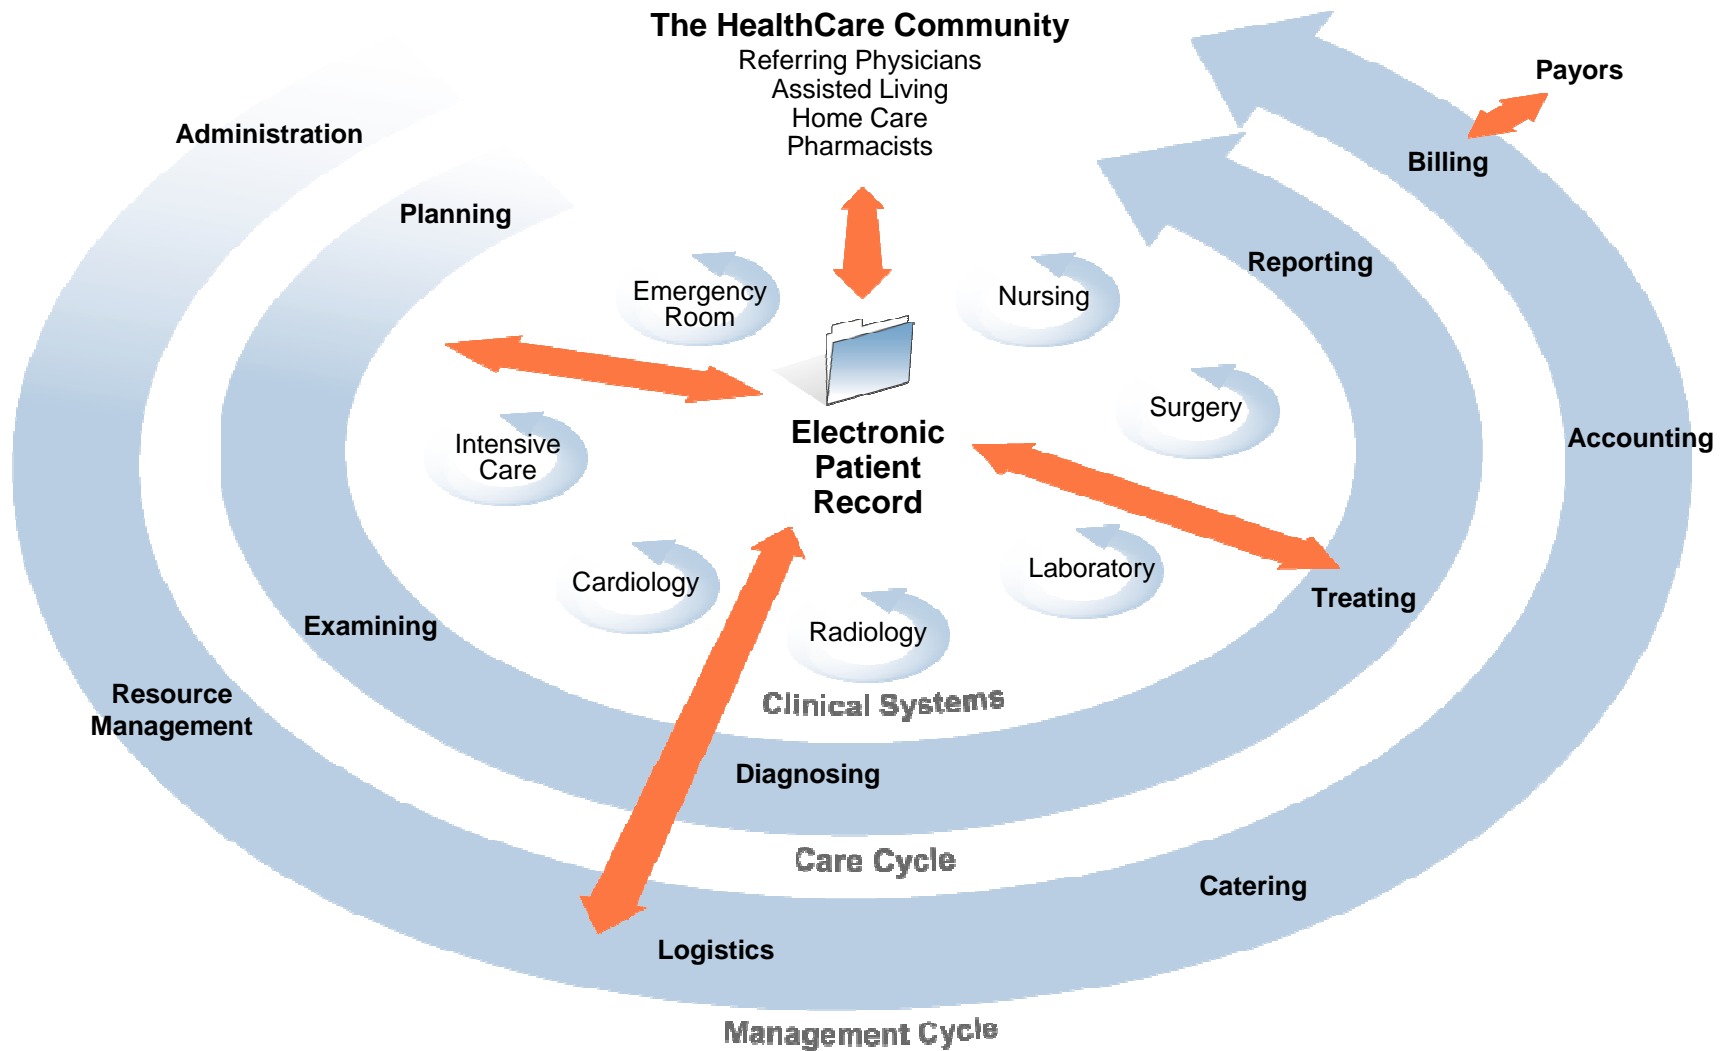 The HealthCare Community
Referring Physicians
Assisted Living
Home Care
Pharmacists
Payors
Administration
Billing
Planning
Reporting
Emergency
Room
Nursing
Surgery
Intensive
Care
Electronic
Patient
Record
Accounting
Cardiology
Laboratory
Radiology
Treating
Examining
Resource
Management
Clinical Systems
Diagnosing
Care Cycle
Catering
Logistics
Management Cycle